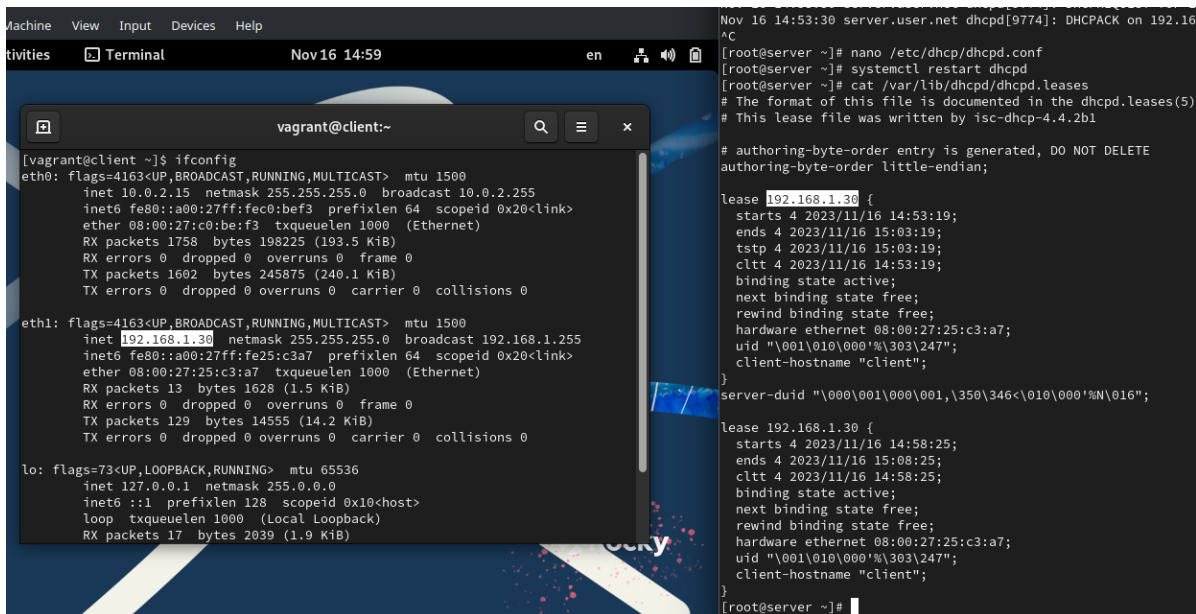 Machine View Input Devices Help
tivities Terminal Nov 16 14:59 en
vagrant@client:~
[vagrant@client ~]$ ifconfig
eth0: flags=4163<UP,BROADCAST,RUNNING,MULTICAST>  mtu 1500
        inet 10.0.2.15  netmask 255.255.255.0  broadcast 10.0.2.255
        inet6 fe80::a00:27ff:fec0:bef3  prefixlen 64  scopeid 0x20<link>
        ether 08:00:27:c0:be:f3  txqueuelen 1000  (Ethernet)
        RX packets 1758  bytes 198225 (193.5 KiB)
        RX errors 0  dropped 0  overruns 0  frame 0
        TX packets 1602  bytes 245875 (240.1 KiB)
        TX errors 0  dropped 0 overruns 0  carrier 0  collisions 0
eth1: flags=4163<UP,BROADCAST,RUNNING,MULTICAST>  mtu 1500
        inet 192.168.1.30  netmask 255.255.255.0  broadcast 192.168.1.255
        inet6 fe80::a00:27ff:fe25:c3a7  prefixlen 64  scopeid 0x20<link>
        ether 08:00:27:25:c3:a7  txqueuelen 1000  (Ethernet)
        RX packets 13  bytes 1628 (1.5 KiB)
        RX errors 0  dropped 0  overruns 0  frame 0
        TX packets 129  bytes 14555 (14.2 KiB)
        TX errors 0  dropped 0 overruns 0  carrier 0  collisions 0
lo: flags=73<UP,LOOPBACK,RUNNING>  mtu 65536
        inet 127.0.0.1  netmask 255.0.0.0
        inet6 ::1  prefixlen 128  scopeid 0x10<host>
        loop  txqueuelen 1000  (Local Loopback)
        RX packets 17  bytes 2039 (1.9 KiB)
Nov 16 14:53:30 server.user.net dhcpd[9774]: DHCPACK on 192.16
^C
[root@server ~]# nano /etc/dhcp/dhcpd.conf
[root@server ~]# systemctl restart dhcpd
[root@server ~]# cat /var/lib/dhcpd/dhcpd.leases
# The format of this file is documented in the dhcpd.leases(5)
# This lease file was written by isc-dhcp-4.4.2b1
# authoring-byte-order entry is generated, DO NOT DELETE
authoring-byte-order little-endian;
lease 192.168.1.30 {
  starts 4 2023/11/16 14:53:19;
  ends 4 2023/11/16 15:03:19;
  tstp 4 2023/11/16 15:03:19;
  cltt 4 2023/11/16 14:53:19;
  binding state active;
  next binding state free;
  rewind binding state free;
  hardware ethernet 08:00:27:25:c3:a7;
  uid "\001\010\000'%\303\247";
  client-hostname "client";
}
server-duid "\000\001\000\001,\350\346<\010\000'%N\016";
lease 192.168.1.30 {
  starts 4 2023/11/16 14:58:25;
  ends 4 2023/11/16 15:08:25;
  cltt 4 2023/11/16 14:58:25;
  binding state active;
  next binding state free;
  rewind binding state free;
  hardware ethernet 08:00:27:25:c3:a7;
  uid "\001\010\000'%\303\247";
  client-hostname "client";
}
[root@server ~]#